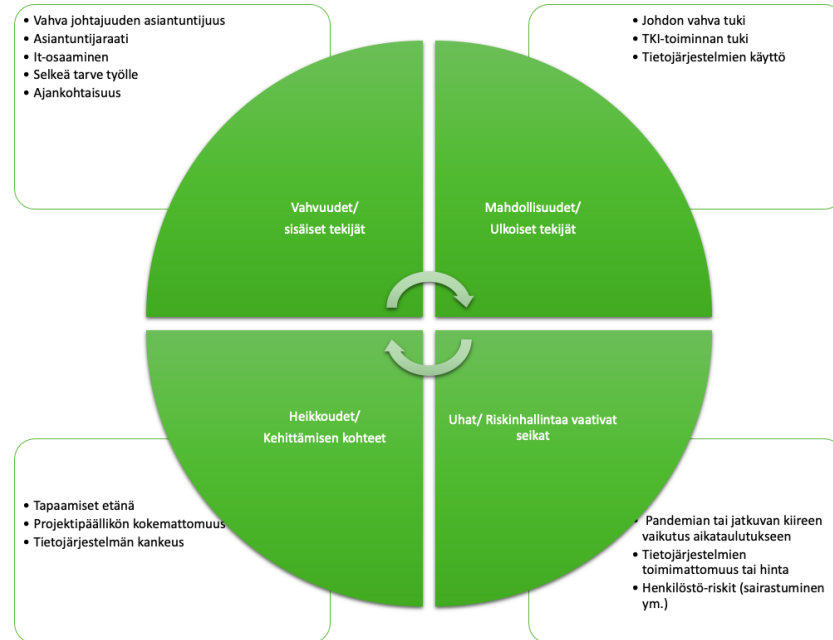 • Vahva johtajuuden asiantuntijuus
• Asiantuntijaraati
• It-osaaminen
• Selkeä tarve työlle
• Ajankohtaisuus
• Johdon vahva tuki
• TKI-toiminnan tuki
• Tietojärjestelmien käyttö
Vahvuudet/
sisäiset tekijät
Mahdollisuudet/
Ulkoiset tekijät
Heikkoudet/
Kehittämisen kohteet
Uhat/ Riskinhallintaa vaativat
seikat
• Tapaamiset etänä
• Projektipäällikön kokemattomuus
• Tietojärjestelmän kankeus
• Pandemian tai jatkuvan kiireen
vaikutus aikataulutukseen
• Tietojärjestelmien
toimimattomuus tai hinta
• Henkilöstö-riskit (sairastuminen
ym.)